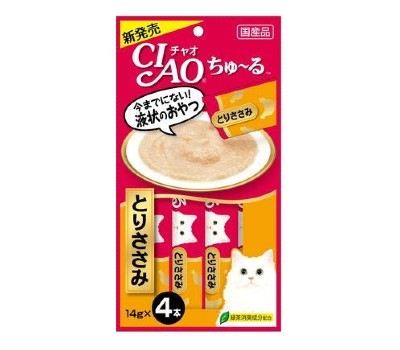 新発売
国産品
CIAO チャオ ちゅ〜る
今までにない!
液状のおやつ
とりささみ
とりささみ
14g×4本
緑茶消臭成分配合